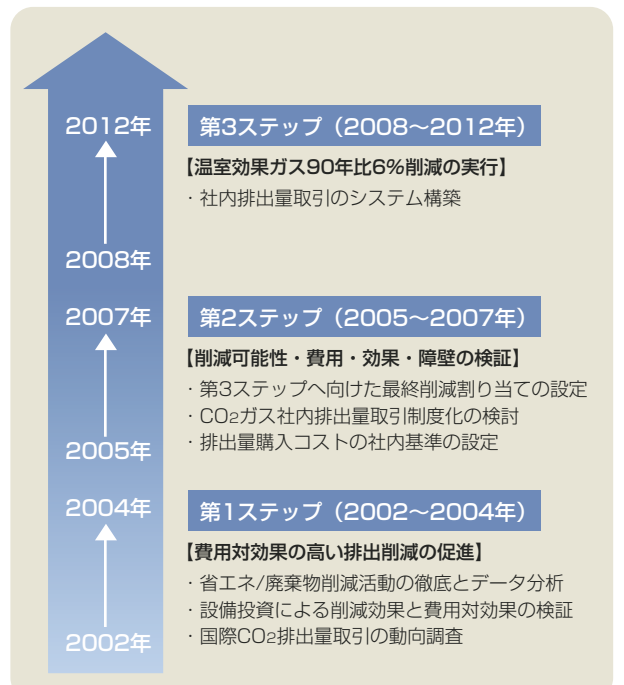 2012年
第3ステップ（2008〜2012年）
【温室効果ガス90年比6%削減の実行】
・社内排出量取引のシステム構築
2008年
2007年
第2ステップ（2005〜2007年）
【削減可能性・費用・効果・障壁の検証】
・第3ステップへ向けた最終削減割り当ての設定
・CO2ガス社内排出量取引制度化の検討
・排出量購入コストの社内基準の設定
2005年
2004年
第1ステップ（2002〜2004年）
【費用対効果の高い排出削減の促進】
・省エネ/廃棄物削減活動の徹底とデータ分析
・設備投資による削減効果と費用対効果の検証
・国際CO2排出量取引の動向調査
2002年